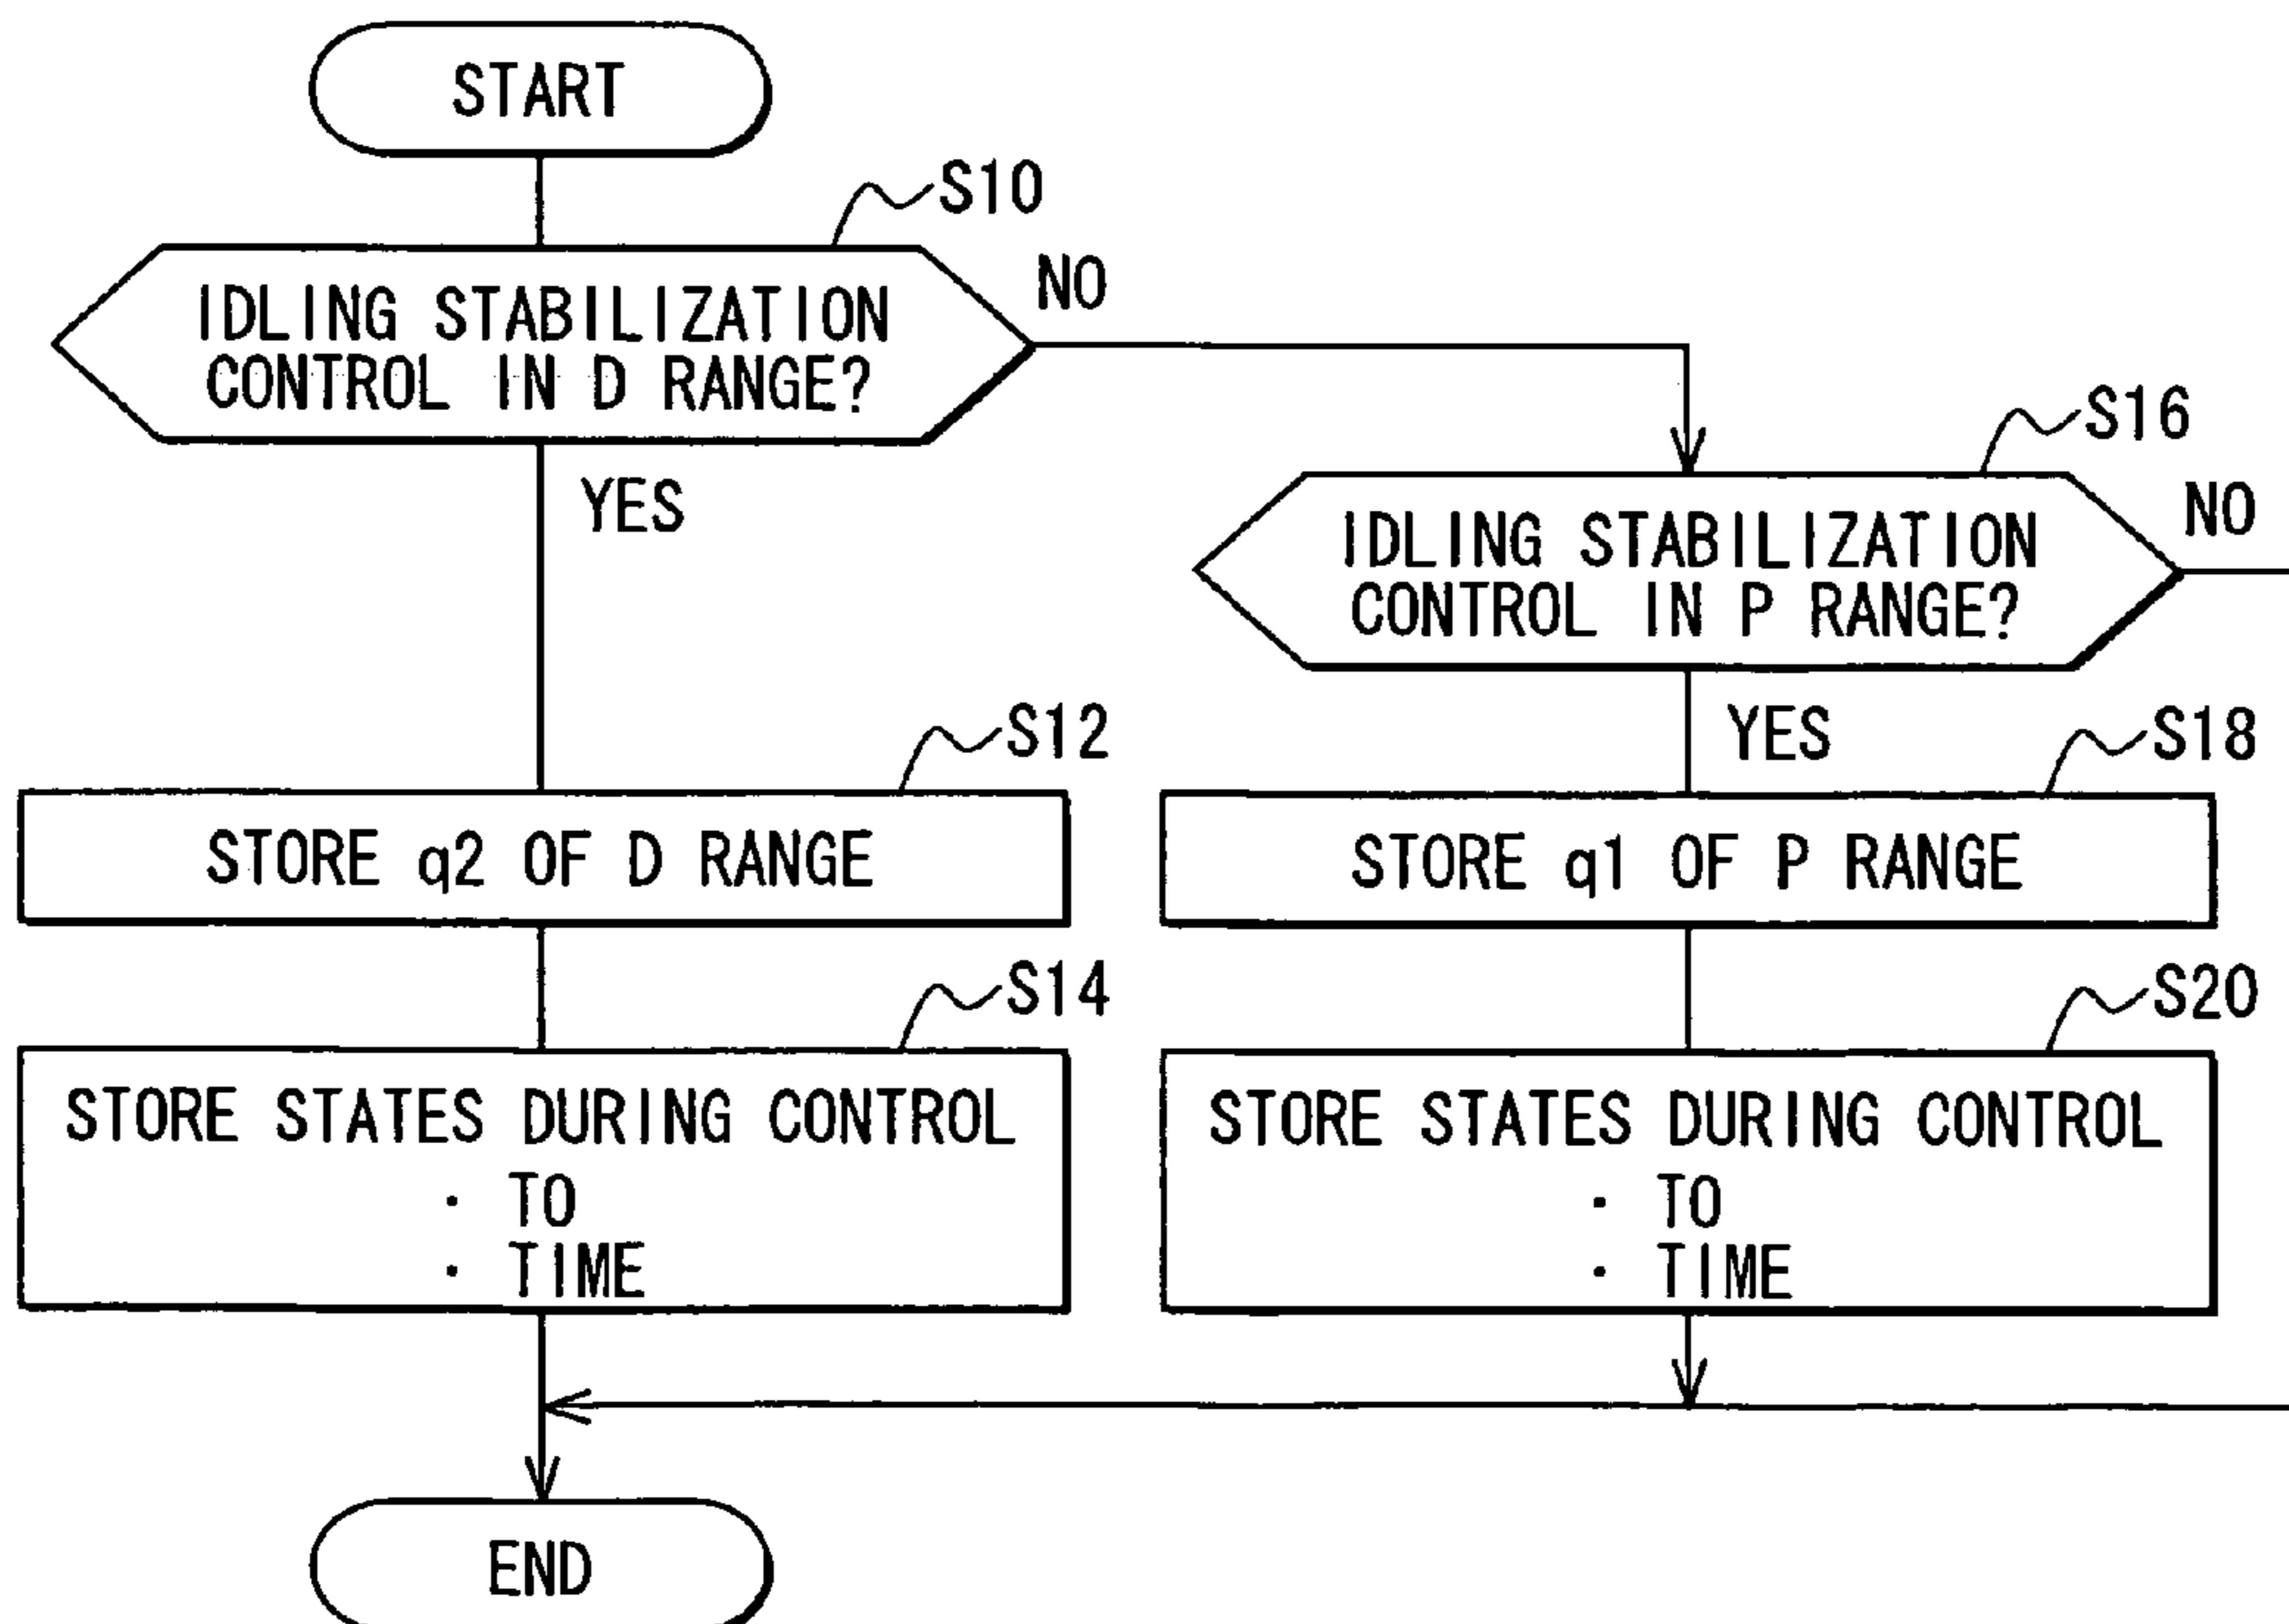 START
S10
IDLING STABILIZATION
CONTROL IN D RANGE?
NO
YES
S16
IDLING STABILIZATION
CONTROL IN P RANGE?
NO
YES
S12
STORE q2 OF D RANGE
S18
STORE q1 OF P RANGE
S14
STORE STATES DURING CONTROL
· TO
· TIME
S20
STORE STATES DURING CONTROL
· TO
· TIME
END